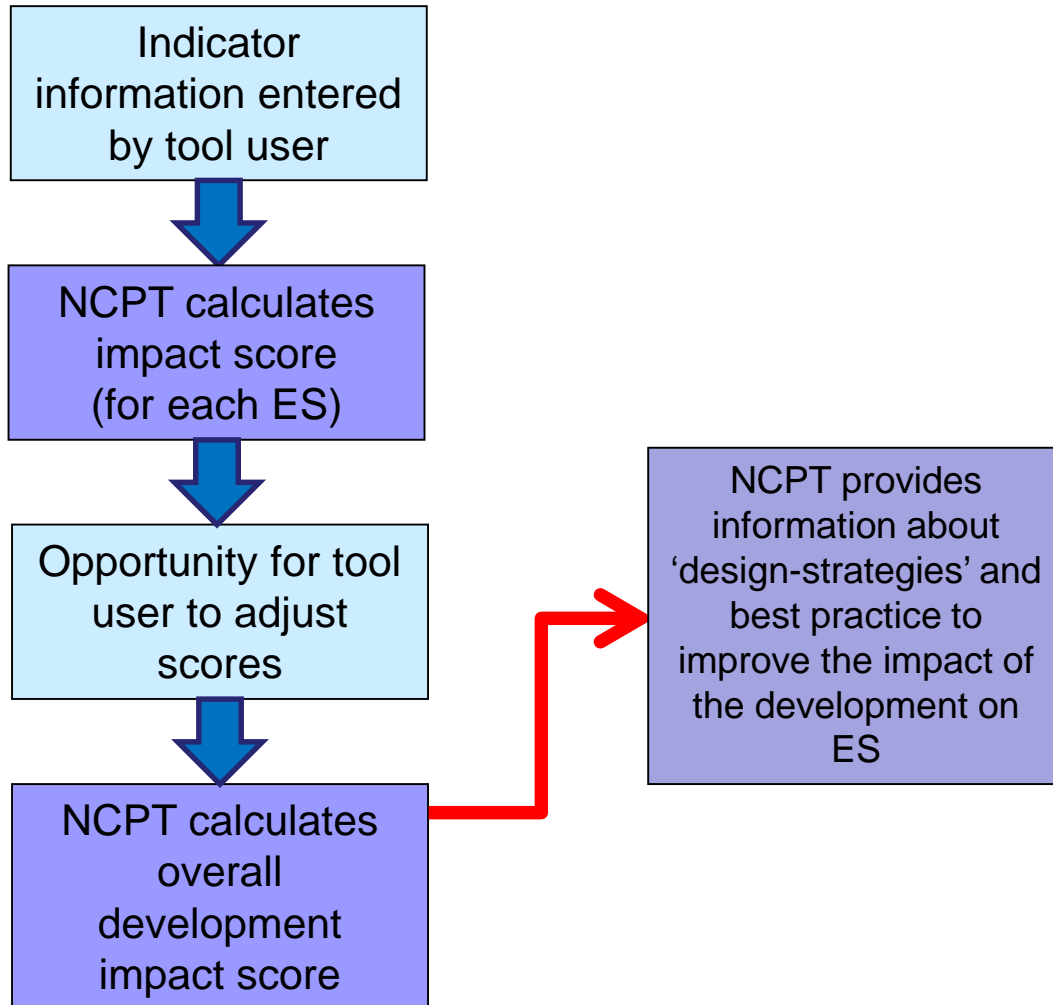 Indicator
information entered
by tool user
NCPT calculates
impact score
(for each ES)
Opportunity for tool
user to adjust
scores
NCPT calculates
overall
development
impact score
NCPT provides
information about
‘design-strategies’ and
best practice to
improve the impact of
the development on
ES